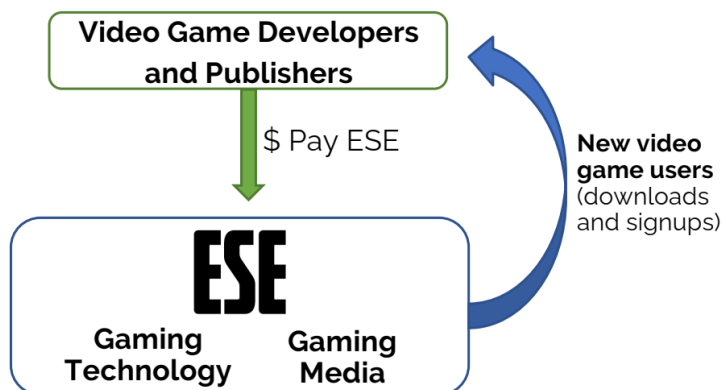 Video Game Developers
and Publishers
$ Pay ESE
New video
game users
(downloads
and signups)
ESE
Gaming
Technology
Gaming
Media